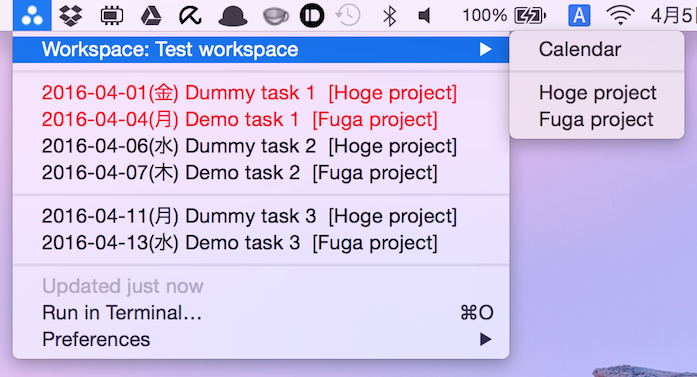 100% A 4月5
Workspace: Test workspace
Calendar
Hoge project
Fuga project
2016-04-01(金) Dummy task 1 [Hoge project]
2016-04-04(月) Demo task 1 [Fuga project]
2016-04-06(水) Dummy task 2 [Hoge project]
2016-04-07(木) Demo task 2 [Fuga project]
2016-04-11(月) Dummy task 3 [Hoge project]
2016-04-13(水) Demo task 3 [Fuga project]
Updated just now
Run in Terminal… ⌘O
Preferences